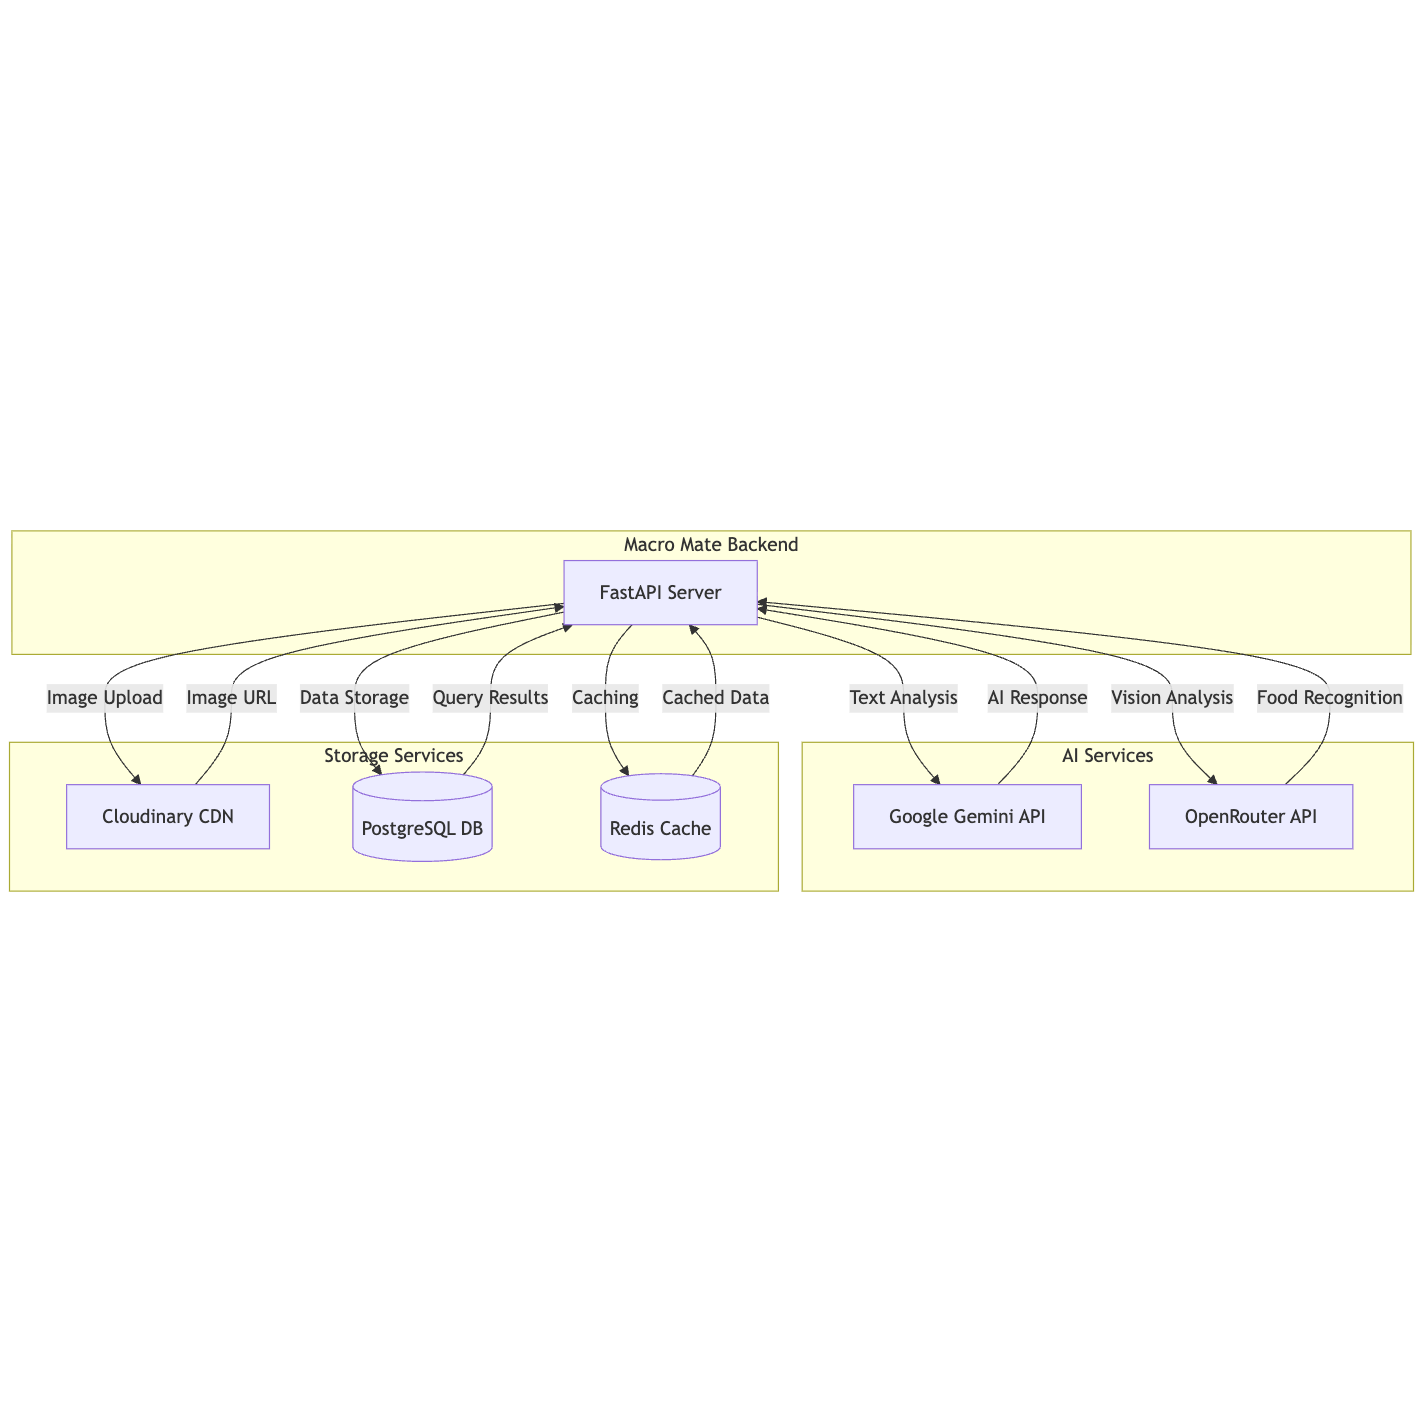 Macro Mate Backend
FastAPI Server
Image Upload
Image URL
Data Storage
Query Results
Caching
Cached Data
Text Analysis
AI Response
Vision Analysis
Food Recognition
Storage Services
AI Services
Cloudinary CDN
PostgreSQL DB
Redis Cache
Google Gemini API
OpenRouter API